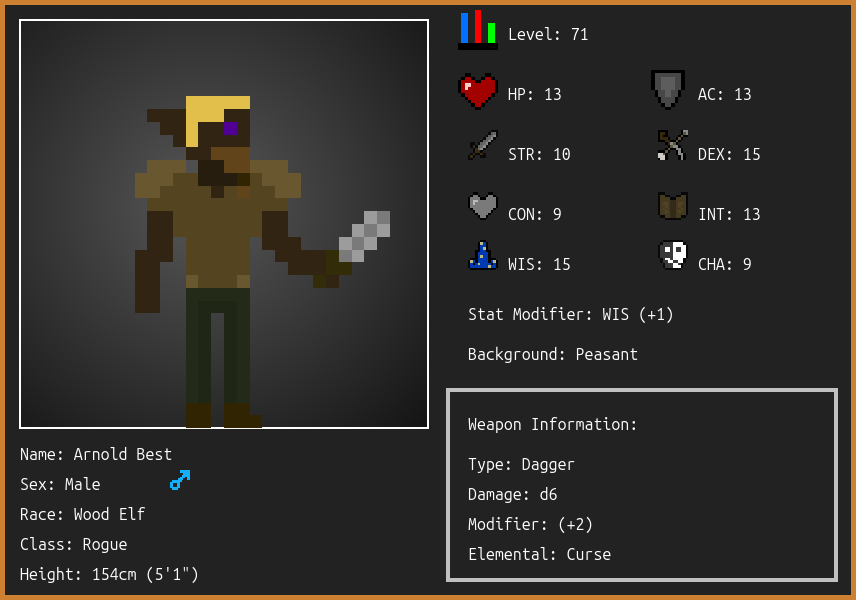 Level: 71
HP: 13
AC: 13
STR: 10
DEX: 15
CON: 9
INT: 13
WIS: 15
CHA: 9
Stat Modifier: WIS (+1)
Background: Peasant
Weapon Information:
Type: Dagger
Damage: d6
Modifier: (+2)
Elemental: Curse
Name: Arnold Best
Sex: Male
Race: Wood Elf
Class: Rogue
Height: 154cm (5'1")